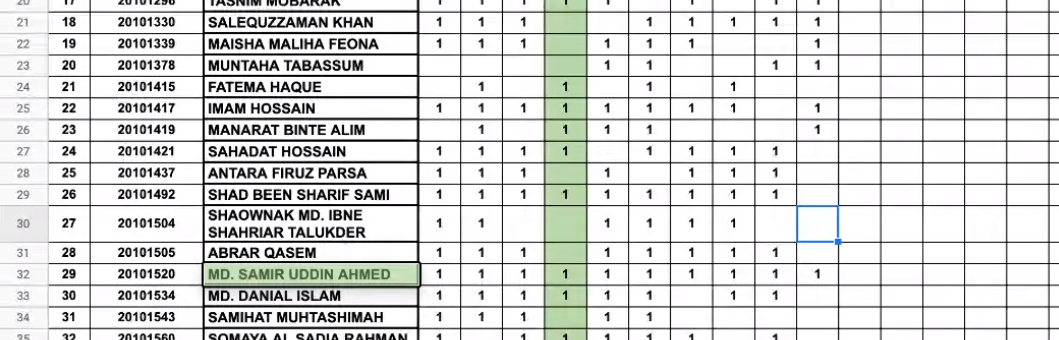 20 17 20101296 TASNIM MUBARAK 1 1 1 1 1 1 1 1 1
21 18 20101330 SALEQUZZAMAN KHAN 1 1 1 1 1 1 1 1
22 19 20101339 MAISHA MALIHA FEONA 1 1 1 1 1 1 1
23 20 20101378 MUNTAHA TABASSUM 1 1 1 1
24 21 20101415 FATEMA HAQUE 1 1 1 1
25 22 20101417 IMAM HOSSAIN 1 1 1 1 1 1 1 1 1
26 23 20101419 MANARAT BINTE ALIM 1 1 1 1 1
27 24 20101421 SAHADAT HOSSAIN 1 1 1 1 1 1 1 1
28 25 20101437 ANTARA FIRUZ PARSA 1 1 1 1 1 1 1
29 26 20101492 SHAD BEEN SHARIF SAMI 1 1 1 1 1 1 1 1 1
30 27 20101504 SHAOWNAK MD. IBNE
SHAHRIAR TALUKDER 1 1 1 1 1 1
31 28 20101505 ABRAR QASEM 1 1 1 1 1 1 1 1
32 29 20101520 MD. SAMIR UDDIN AHMED 1 1 1 1 1 1 1 1 1 1
33 30 20101534 MD. DANIAL ISLAM 1 1 1 1 1 1 1 1
34 31 20101543 SAMIHAT MUHTASHIMAH 1 1 1 1 1
35 32 20101560 SOMAYA AL SADIA RAHMAN 1 1 1 1 1 1 1